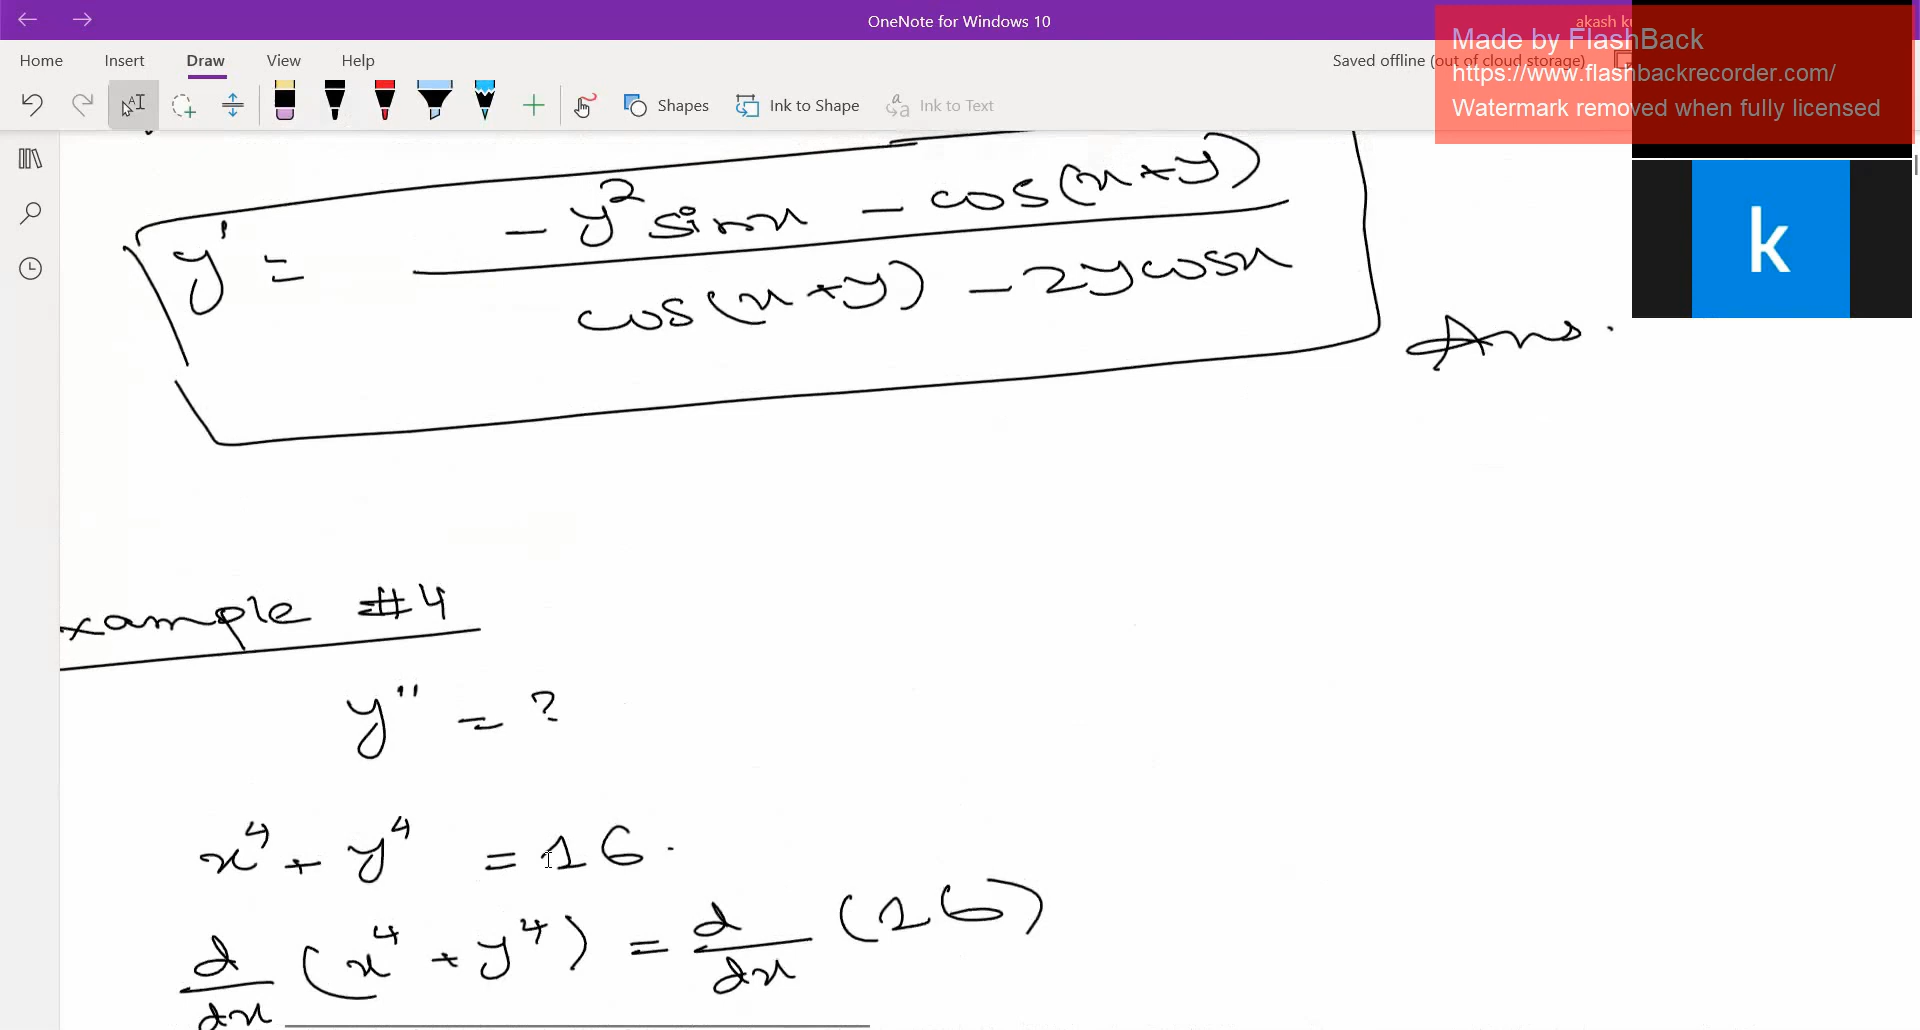 OneNote for Windows 10
akash k
Made by FlashBack
https://www.flashbackrecorder.com/
Watermark removed when fully licensed
Home Insert Draw View Help
Saved offline (out of cloud storage)
Shapes Ink to Shape Ink to Text
k
y' = (-y² sinx - cos(x+y)) / (cos(x+y) - 2y cosx)
Ans.
xample #4
y'' = ?
x⁴ + y⁴ = 16.
d/dx (x⁴ + y⁴) = d/dx (16)